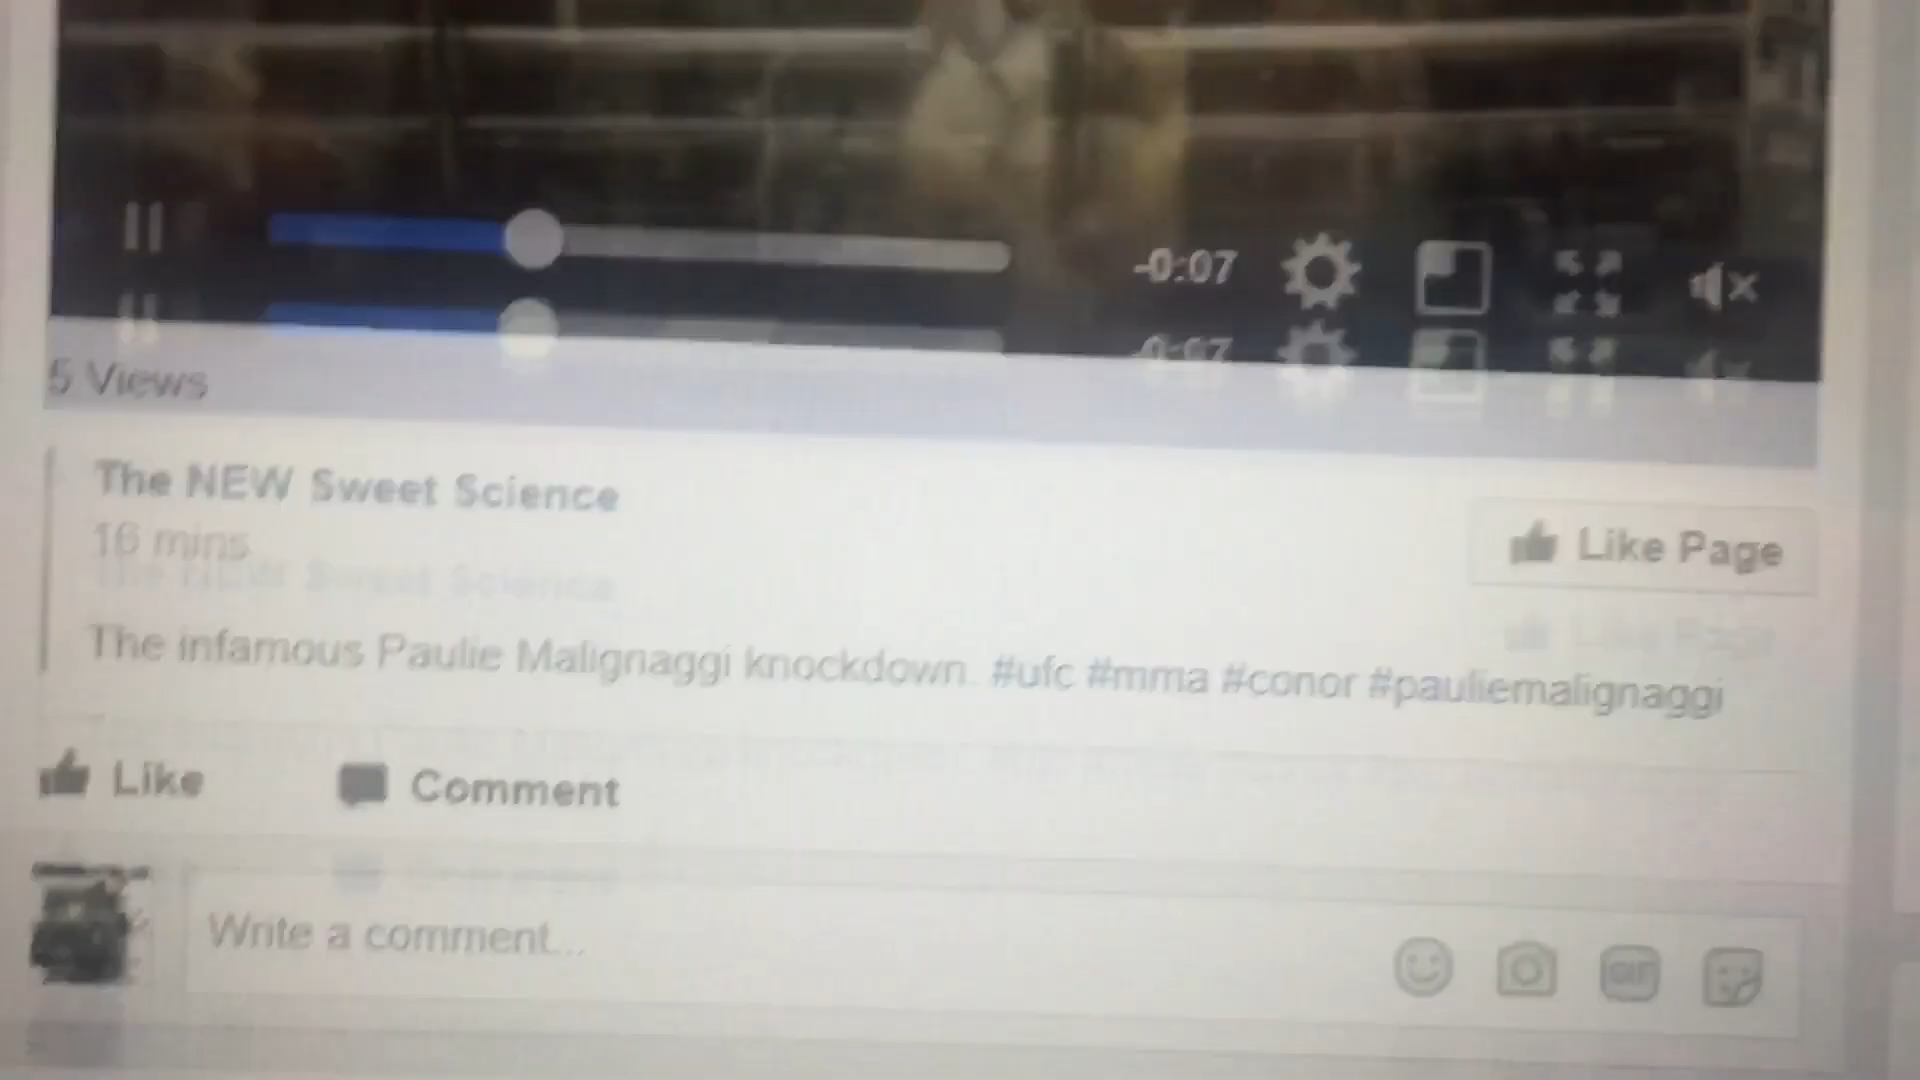 -0:07
5 Views
The NEW Sweet Science
Like Page
16 mins
The infamous Paulie Malignaggi knockdown. #ufc #mma #conor #pauliemalignaggi
Like Comment
Write a comment...
GIF